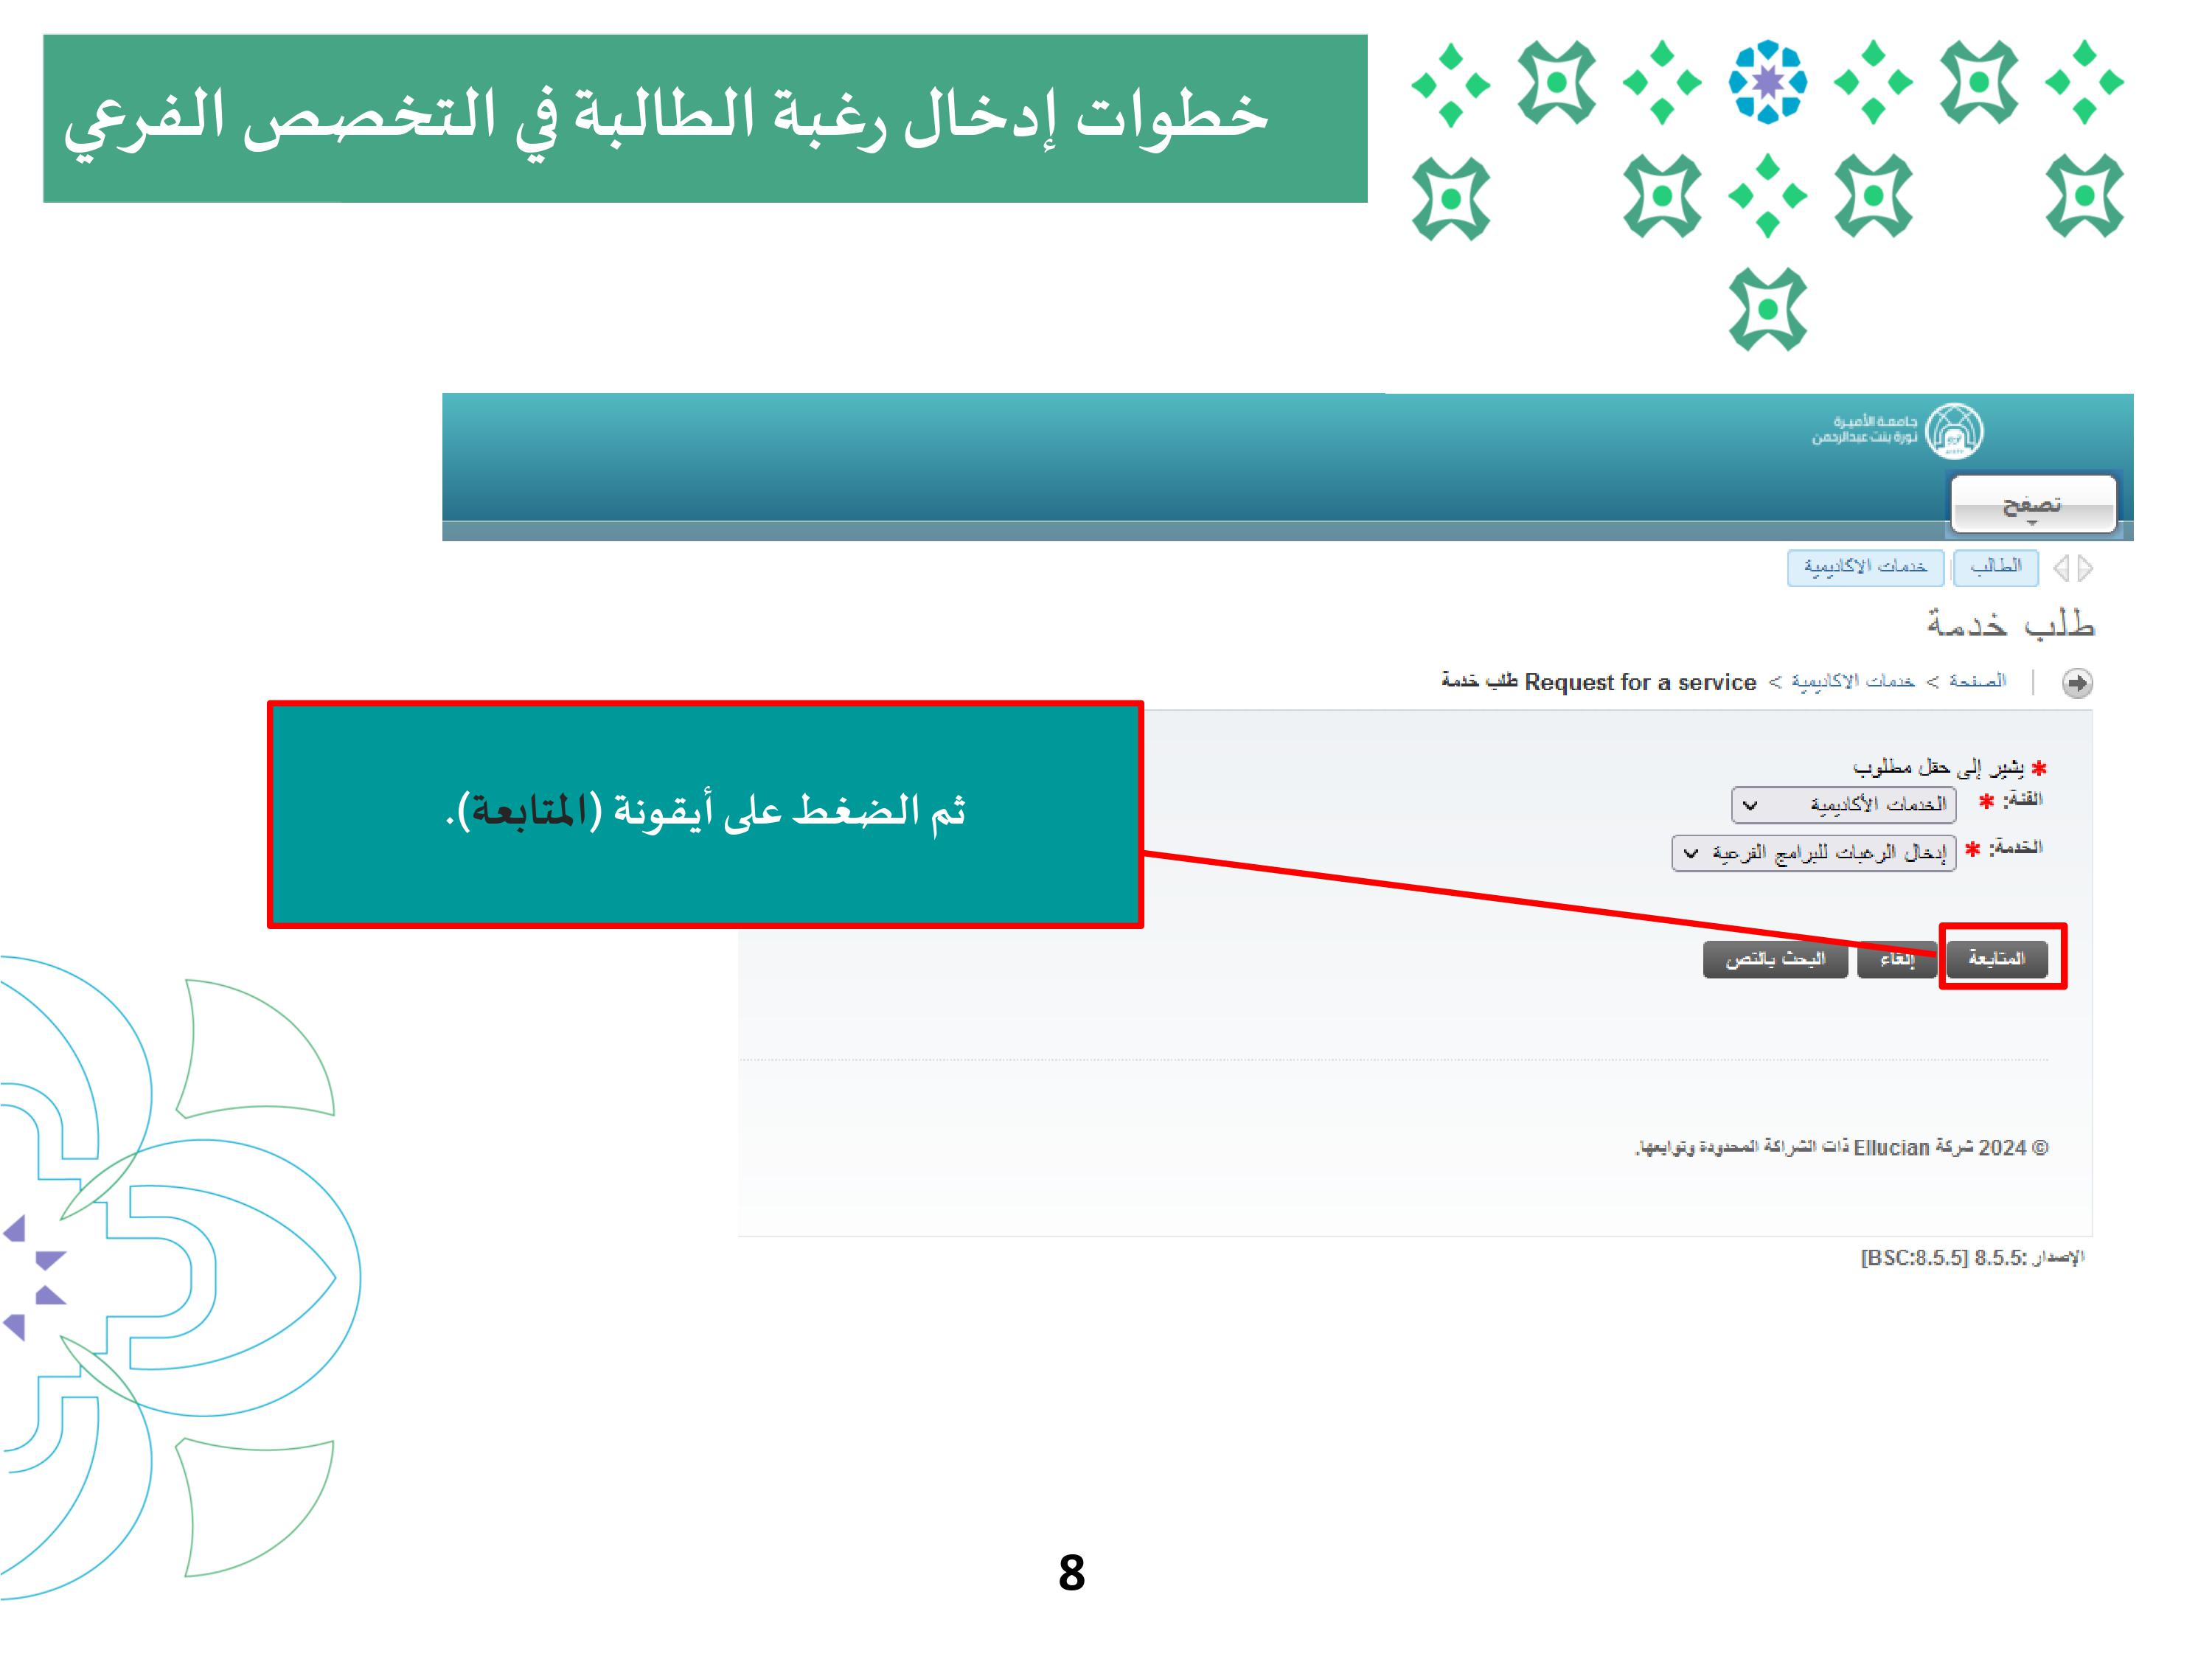 خطوات إدخال رغبة الطالبة في التخصص الفرعي
جامعة الأميرة
نورة بنت عبدالرحمن
تصفح
الطالب
خدمات الاكاديمية
طلب خدمة
الصفحة > خدمات الاكاديمية > Request for a service طلب خدمة
* يشير إلى حقل مطلوب
الفئة: * الخدمات الأكاديمية
الخدمة: * إدخال الرغبات للبرامج الفرعية
ثم الضغط على أيقونة (المتابعة).
المتابعة
إلغاء
البحث بالنص
© 2024 شركة Ellucian ذات الشراكة المحدودة وتوابعها.
الإصدار :8.5.5 [BSC:8.5.5]
8